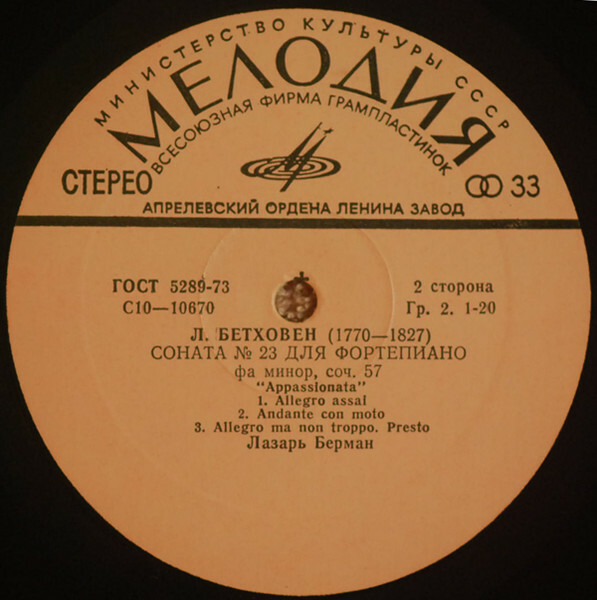 МИНИСТЕРСТВО КУЛЬТУРЫ СССР
МЕЛОДИЯ
ВСЕСОЮЗНАЯ ФИРМА ГРАМПЛАСТИНОК
СТЕРЕО
33
АПРЕЛЕВСКИЙ ОРДЕНА ЛЕНИНА ЗАВОД
ГОСТ 5289-73
2 сторона
С10—10670
Гр. 2. 1-20
Л. БЕТХОВЕН (1770—1827)
СОНАТА № 23 ДЛЯ ФОРТЕПИАНО
фа минор, соч. 57
"Appassionata"
1. Allegro assai
2. Andante con moto
3. Allegro ma non troppo. Presto
Лазарь Берман